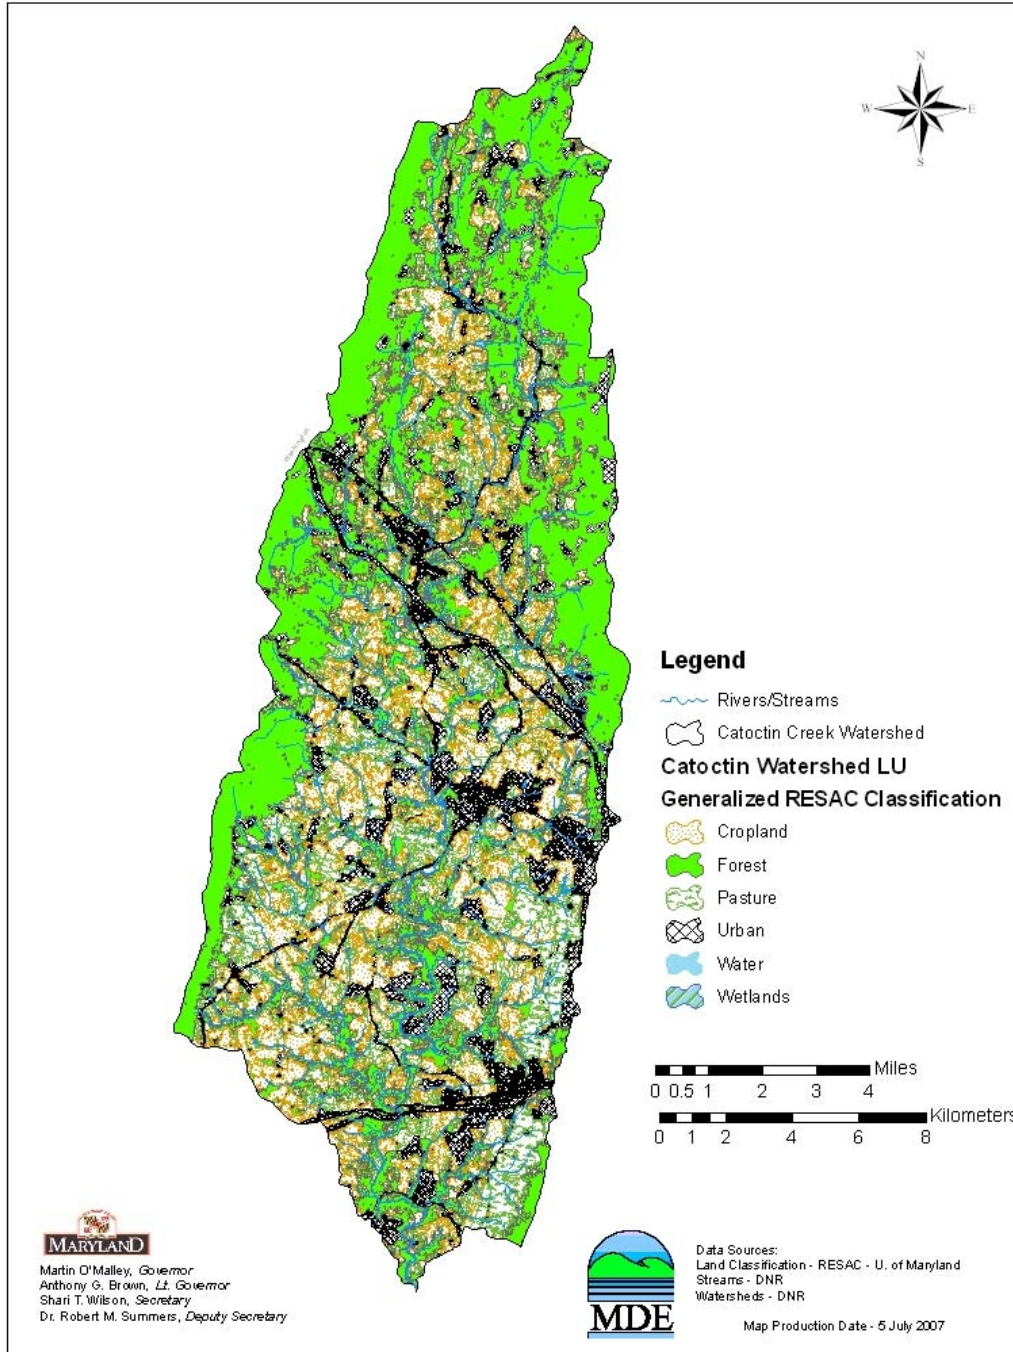 N
W
E
S
Legend
Rivers/Streams
Catoctin Creek Watershed
Catoctin Watershed LU
Generalized RESAC Classification
Cropland
Forest
Pasture
Urban
Water
Wetlands
Miles
0 0.5 1 2 3 4
Kilometers
0 1 2 4 6 8
MARYLAND
Martin O'Malley, Governor
Anthony G. Brown, Lt. Governor
Shari T. Wilson, Secretary
Dr. Robert M. Summers, Deputy Secretary
MDE
Data Sources:
Land Classification - RESAC - U. of Maryland
Streams - DNR
Watersheds - DNR
Map Production Date - 5 July 2007